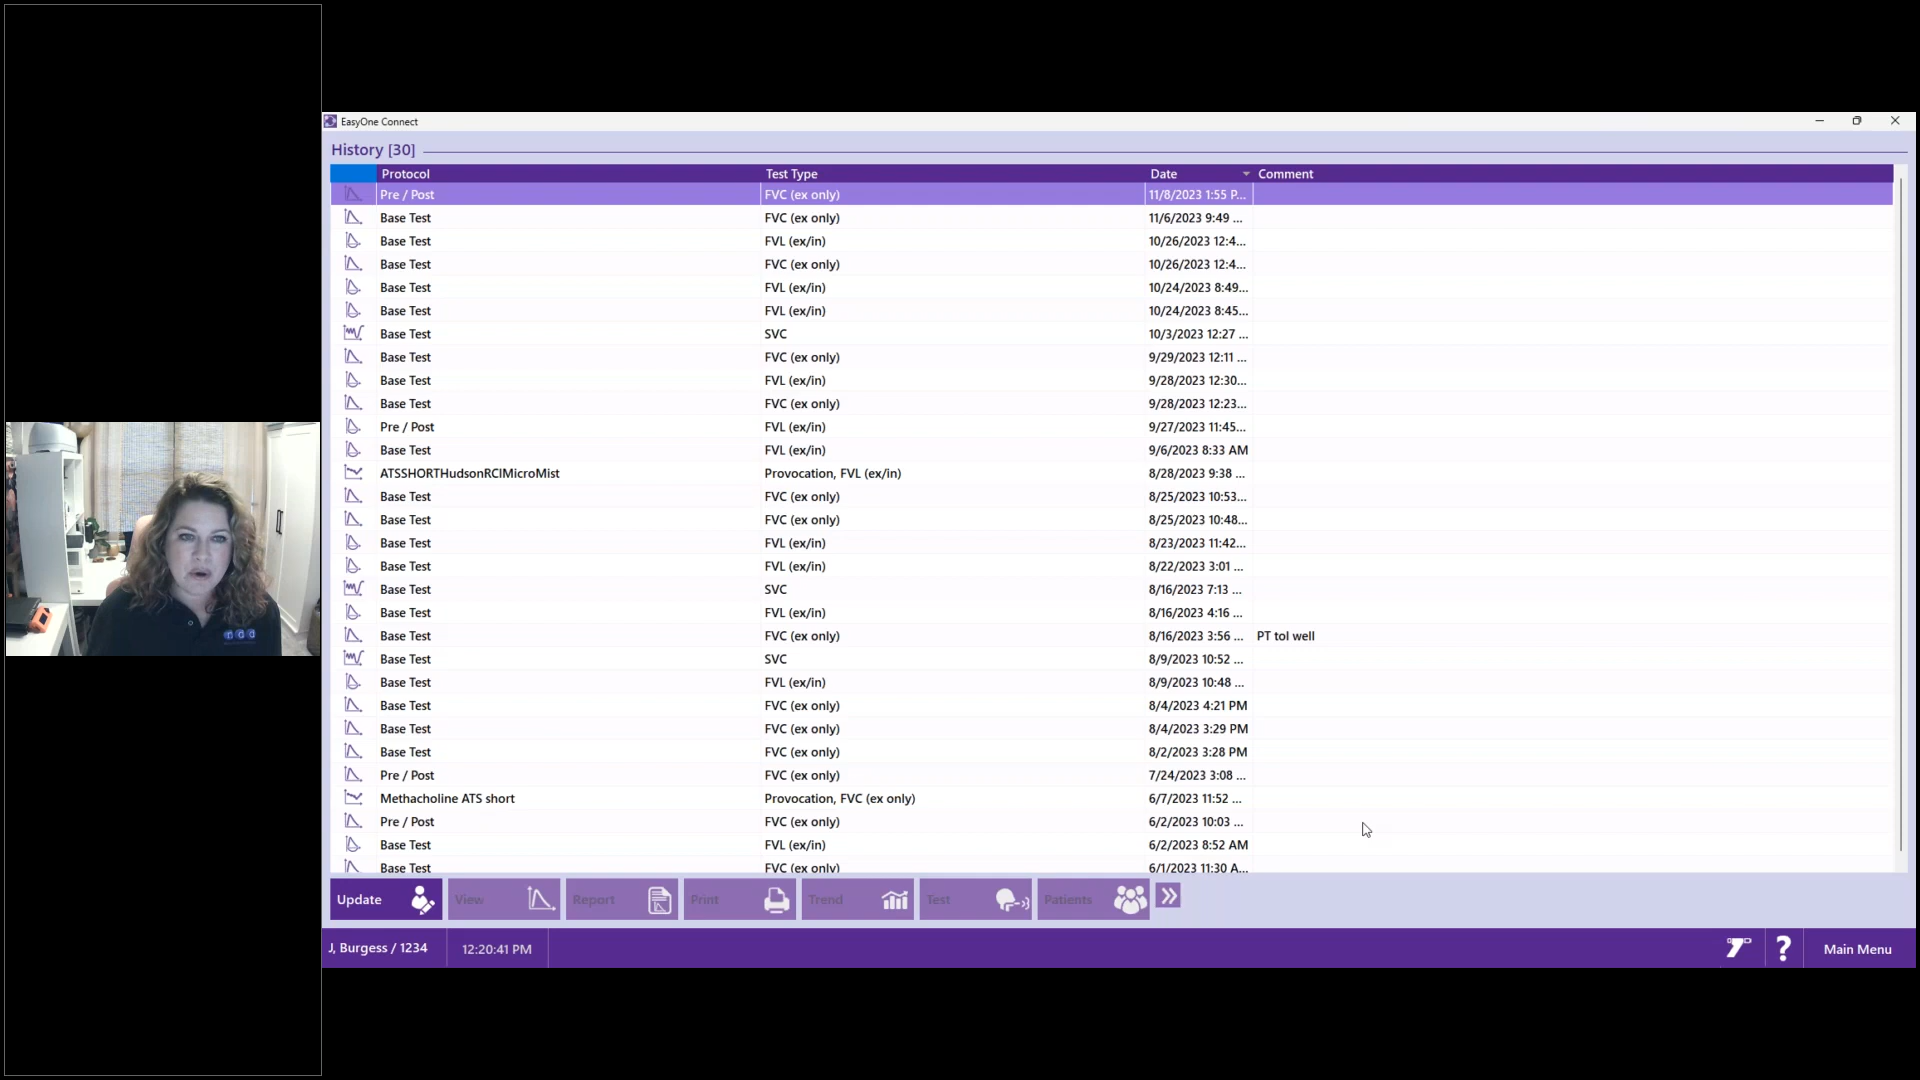 EasyOne Connect
History [30]
Protocol Test Type Date Comment
Pre / Post FVC (ex only) 11/8/2023 1:55 P...
Base Test FVC (ex only) 11/6/2023 9:49 ...
Base Test FVL (ex/in) 10/26/2023 12:4...
Base Test FVC (ex only) 10/26/2023 12:4...
Base Test FVL (ex/in) 10/24/2023 8:49...
Base Test FVL (ex/in) 10/24/2023 8:45...
Base Test SVC 10/3/2023 12:27 ...
Base Test FVC (ex only) 9/29/2023 12:11 ...
Base Test FVL (ex/in) 9/28/2023 12:30...
Base Test FVC (ex only) 9/28/2023 12:23...
Pre / Post FVL (ex/in) 9/27/2023 11:45...
Base Test FVL (ex/in) 9/6/2023 8:33 AM
ATSSHORTHudsonRCIMicroMist Provocation, FVL (ex/in) 8/28/2023 9:38 ...
Base Test FVC (ex only) 8/25/2023 10:53...
Base Test FVC (ex only) 8/25/2023 10:48...
Base Test FVL (ex/in) 8/23/2023 11:42...
Base Test FVL (ex/in) 8/22/2023 3:01 ...
Base Test SVC 8/16/2023 7:13 ...
Base Test FVL (ex/in) 8/16/2023 4:16 ...
Base Test FVC (ex only) 8/16/2023 3:56 ... PT tol well
Base Test SVC 8/9/2023 10:52 ...
Base Test FVL (ex/in) 8/9/2023 10:48 ...
Base Test FVC (ex only) 8/4/2023 4:21 PM
Base Test FVC (ex only) 8/4/2023 3:29 PM
Base Test FVC (ex only) 8/2/2023 3:28 PM
Pre / Post FVC (ex only) 7/24/2023 3:08 ...
Methacholine ATS short Provocation, FVC (ex only) 6/7/2023 11:52 ...
Pre / Post FVC (ex only) 6/2/2023 10:03 ...
Base Test FVL (ex/in) 6/2/2023 8:52 AM
Base Test FVC (ex only) 6/1/2023 11:30 A...
Update View Report Print Trend Test Patients
J, Burgess / 1234 12:20:41 PM ? Main Menu
ndd